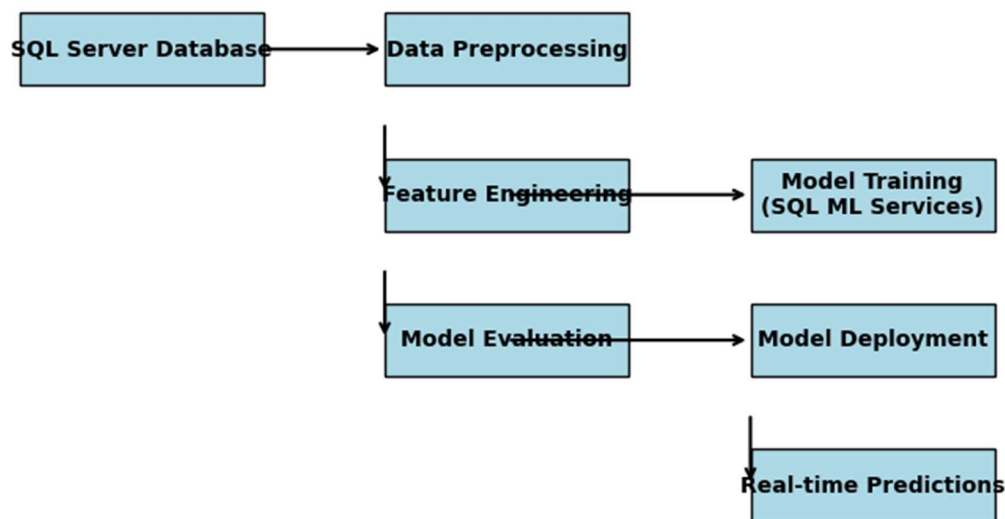 SQL Server Database
Data Preprocessing
Feature Engineering
Model Training
(SQL ML Services)
Model Evaluation
Model Deployment
Real-time Predictions